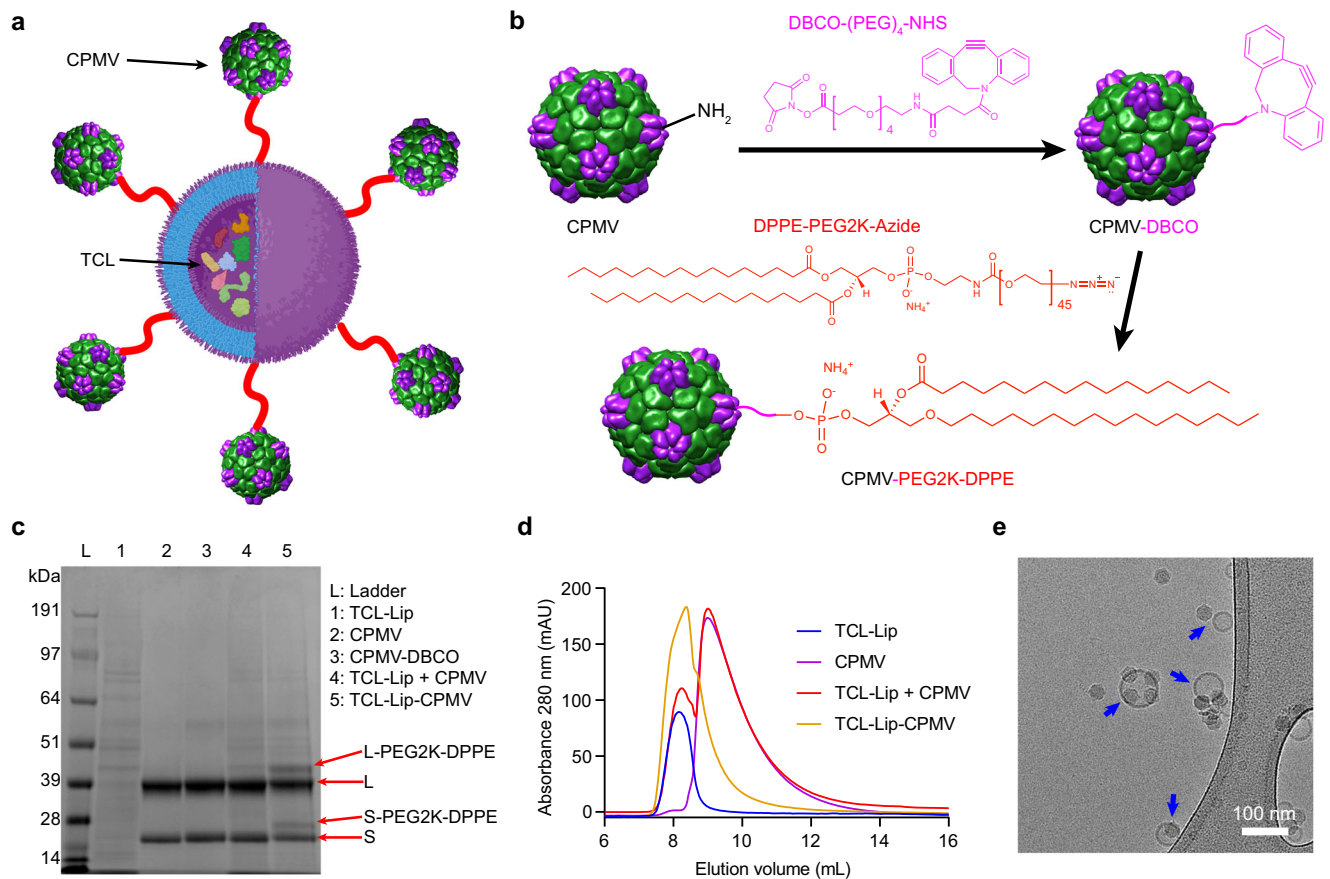 a
CPMV
TCL
b
DBCO-(PEG)₄-NHS
NH₂
O
N
O
O
O
O
4
H
N
O
O
N
N
CPMV
CPMV-DBCO
DPPE-PEG2K-Azide
O
O
O
H
O
O
P
O
O⁻
NH₄⁺
O
N
H
O
O
O
45
N=N=N
+
−
..
NH₄⁺
O⁻
O
P
O
O
H
O
O
O
CPMV-PEG2K-DPPE
c
L 1 2 3 4 5
kDa
191
97
64
51
39
28
14
L: Ladder
1: TCL-Lip
2: CPMV
3: CPMV-DBCO
4: TCL-Lip + CPMV
5: TCL-Lip-CPMV
L-PEG2K-DPPE
L
S-PEG2K-DPPE
S
d
Absorbance 280 nm (mAU)
200
150
100
50
0
6 8 10 12 14 16
Elution volume (mL)
TCL-Lip
CPMV
TCL-Lip + CPMV
TCL-Lip-CPMV
e
100 nm